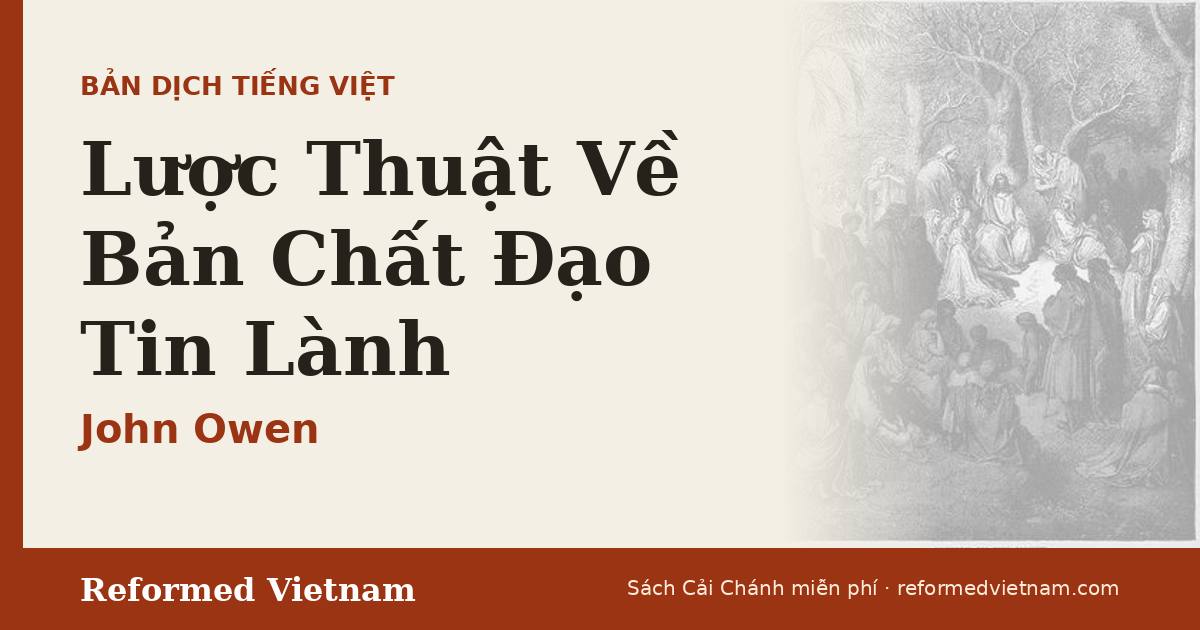 BẢN DỊCH TIẾNG VIỆT
Lược Thuật Về
Bản Chất Đạo
Tin Lành
John Owen
Reformed Vietnam
Sách Cải Chánh miễn phí · reformedvietnam.com